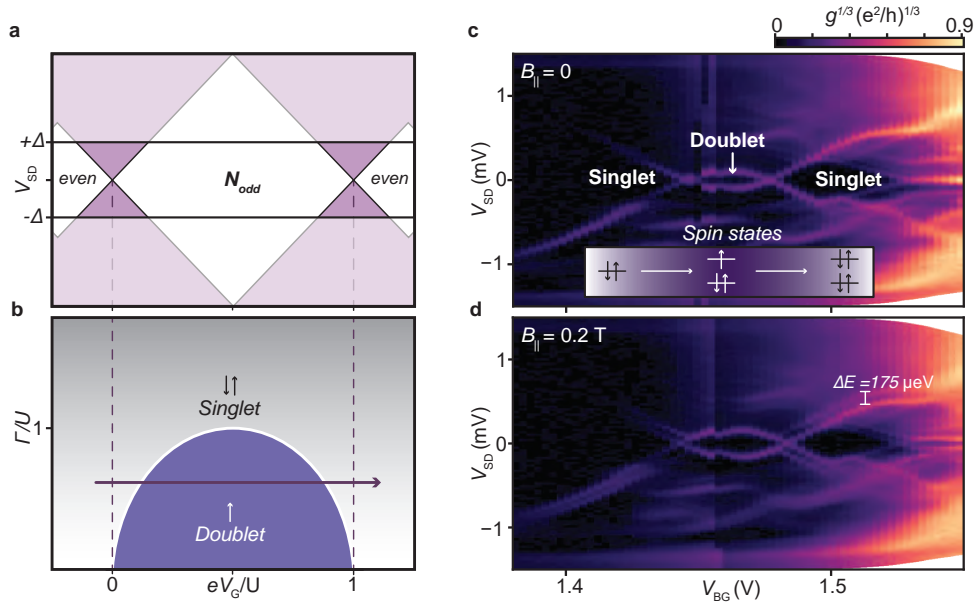 a
+Δ
V_SD
-Δ
even
N_odd
even
b
Γ/U
1
↓↑
Singlet
↑
Doublet
0
eV_G/U
1
g^1/3 (e²/h)^1/3
0
0.9
c
B_|| = 0
V_SD (mV)
1
0
−1
Doublet
Singlet
Singlet
Spin states
d
B_|| = 0.2 T
ΔE =175 μeV
V_SD (mV)
1
0
−1
1.4
V_BG (V)
1.5